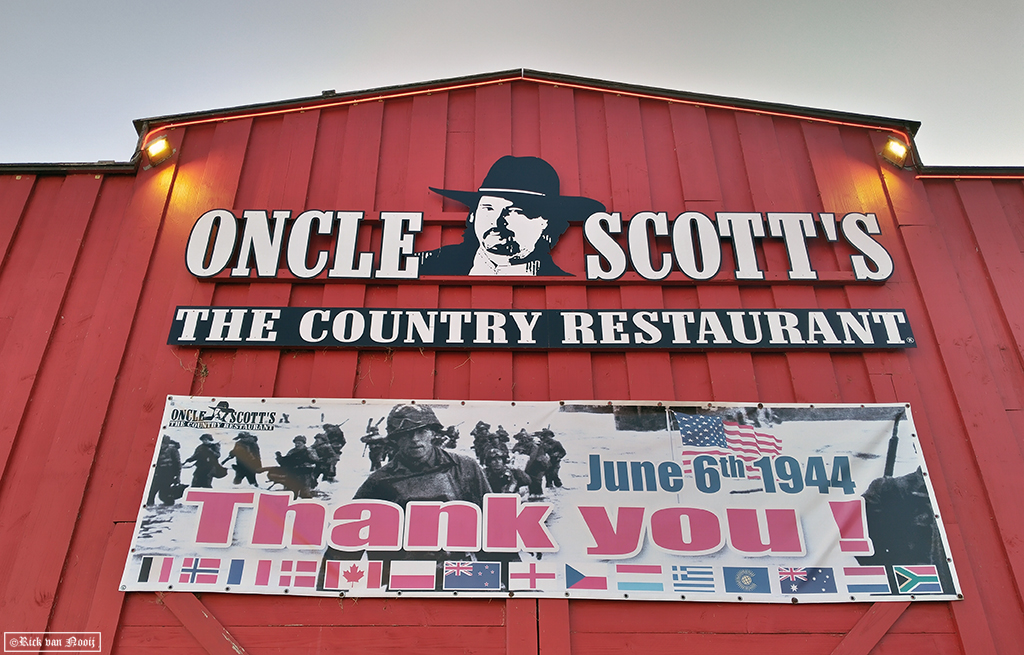 ONCLE SCOTT'S
THE COUNTRY RESTAURANT®
ONCLE SCOTT'S
THE COUNTRY RESTAURANT
June 6th 1944
Thank you !
©Rick van Nooij